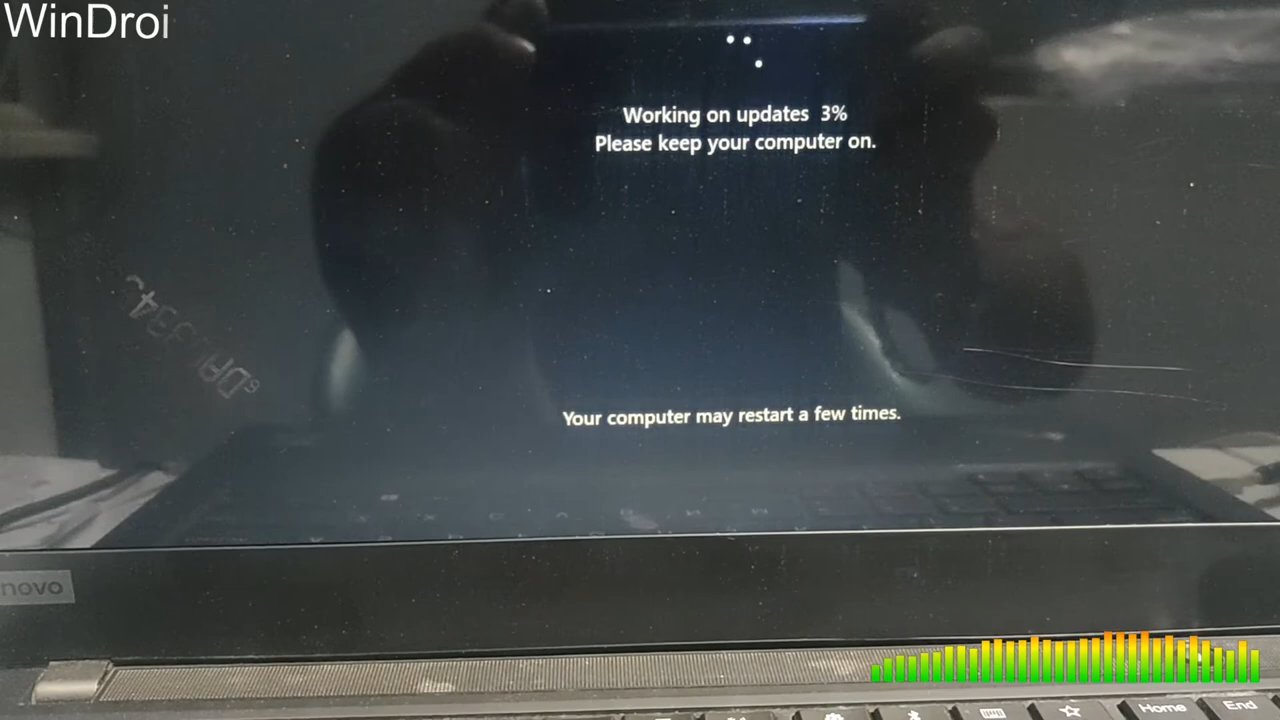 WinDroi
Working on updates 3%
Please keep your computer on.
Your computer may restart a few times.
novo
Home
End